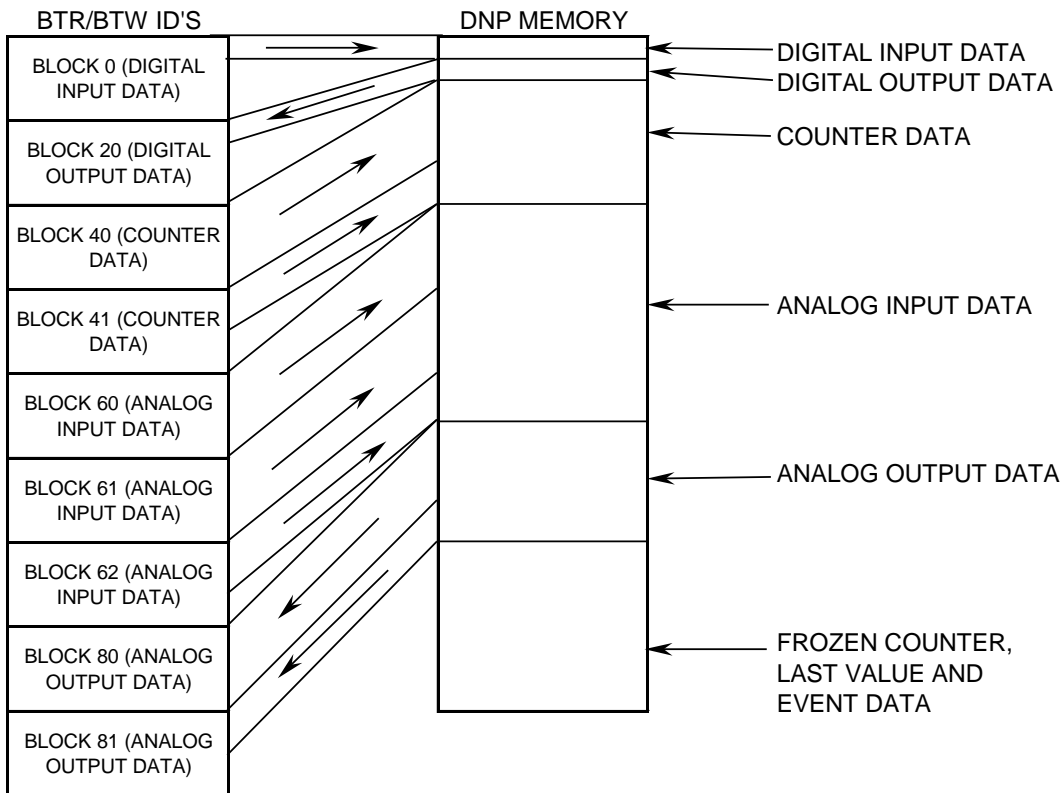 BTR/BTW ID'S
DNP MEMORY
BLOCK 0 (DIGITAL
INPUT DATA)
BLOCK 20 (DIGITAL
OUTPUT DATA)
BLOCK 40 (COUNTER
DATA)
BLOCK 41 (COUNTER
DATA)
BLOCK 60 (ANALOG
INPUT DATA)
BLOCK 61 (ANALOG
INPUT DATA)
BLOCK 62 (ANALOG
INPUT DATA)
BLOCK 80 (ANALOG
OUTPUT DATA)
BLOCK 81 (ANALOG
OUTPUT DATA)
DIGITAL INPUT DATA
DIGITAL OUTPUT DATA
COUNTER DATA
ANALOG INPUT DATA
ANALOG OUTPUT DATA
FROZEN COUNTER,
LAST VALUE AND
EVENT DATA